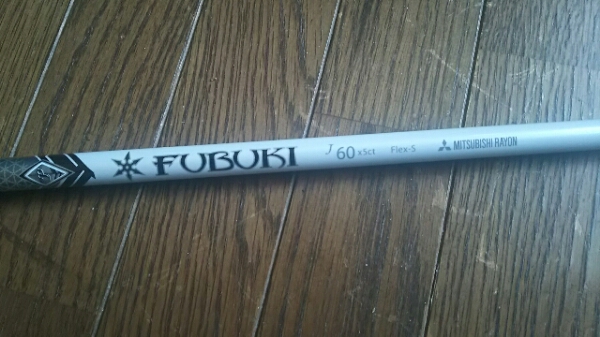 FUBUKI J 60 x5ct Flex-S MITSUBISHI RAYON